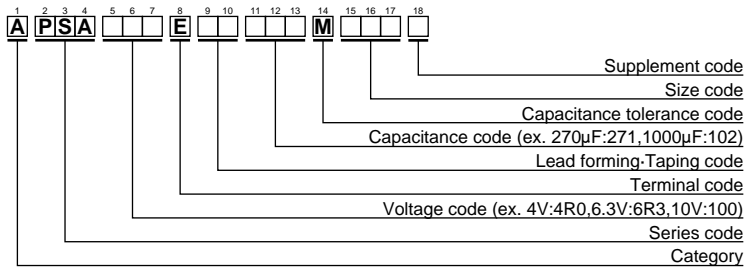 1 2 3 4 5 6 7 8 9 10 11 12 13 14 15 16 17 18
A P S A E M
Supplement code
Size code
Capacitance tolerance code
Capacitance code (ex. 270µF:271,1000µF:102)
Lead forming·Taping code
Terminal code
Voltage code (ex. 4V:4R0,6.3V:6R3,10V:100)
Series code
Category